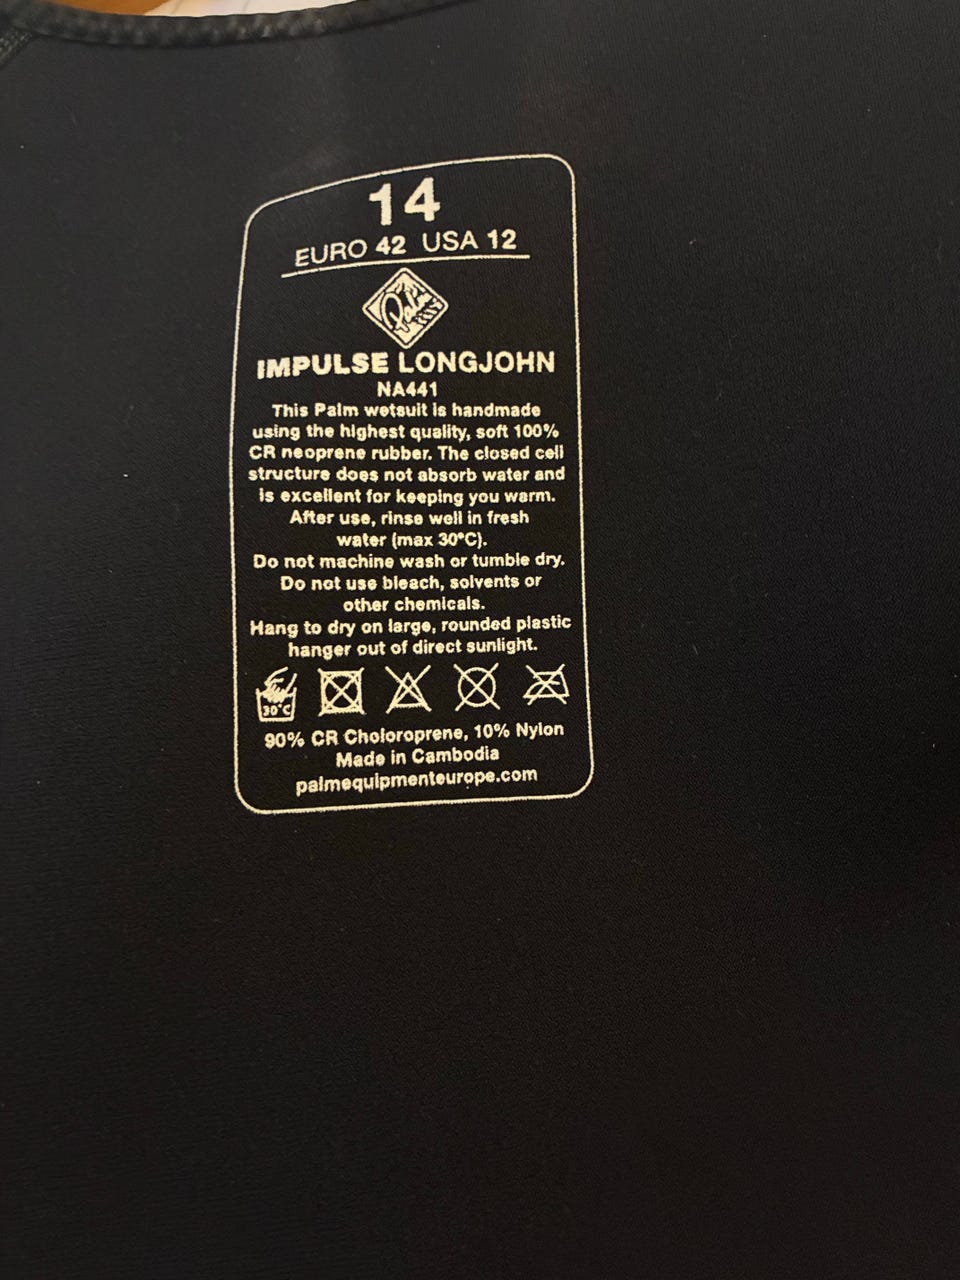 14
EURO 42 USA 12
Palm
IMPULSE LONGJOHN
NA441
This Palm wetsuit is handmade
using the highest quality, soft 100%
CR neoprene rubber. The closed cell
structure does not absorb water and
is excellent for keeping you warm.
After use, rinse well in fresh
water (max 30°C).
Do not machine wash or tumble dry.
Do not use bleach, solvents or
other chemicals.
Hang to dry on large, rounded plastic
hanger out of direct sunlight.
30°C
90% CR Choloroprene, 10% Nylon
Made in Cambodia
palmequipmenteurope.com